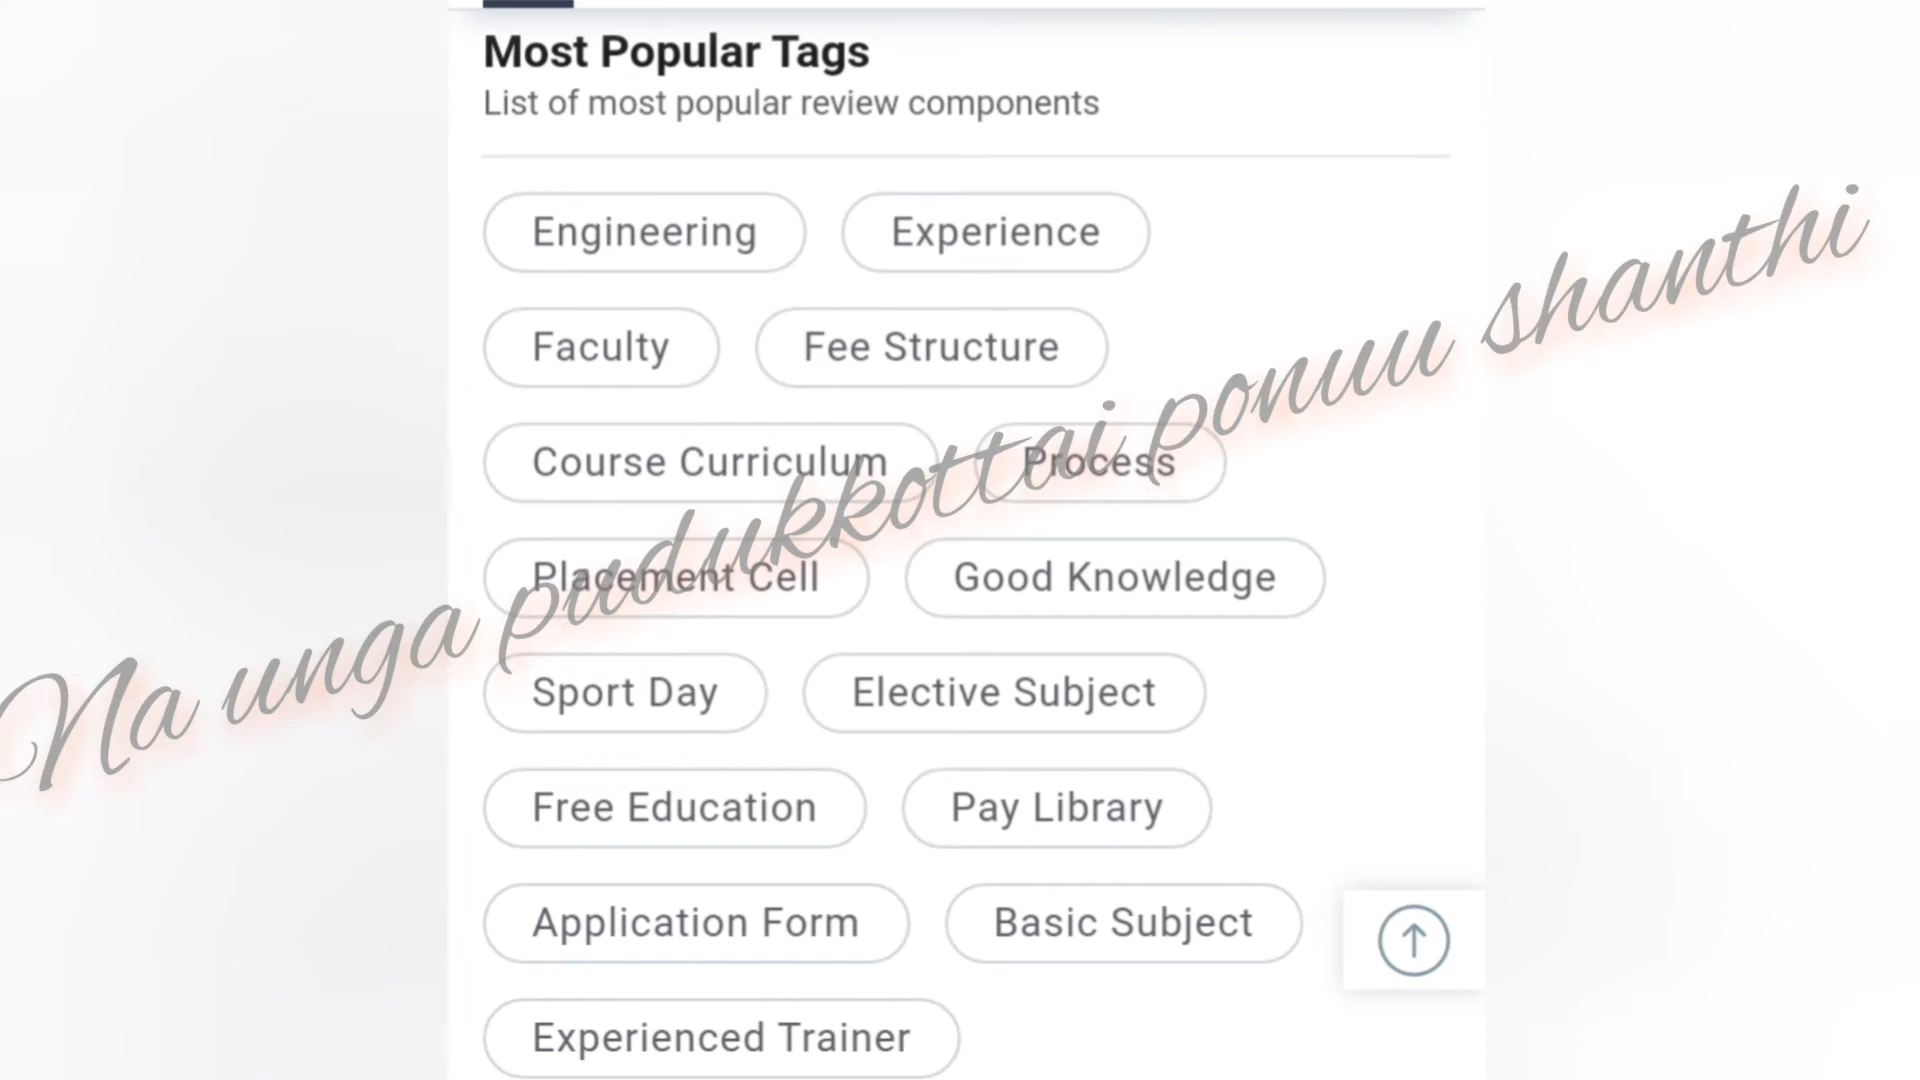 Most Popular Tags
List of most popular review components
Engineering Experience
Faculty Fee Structure
Course Curriculum Process
Placement Cell Good Knowledge
Sport Day Elective Subject
Free Education Pay Library
Application Form Basic Subject
Experienced Trainer
Na unga pudukkottai ponuu shanthi